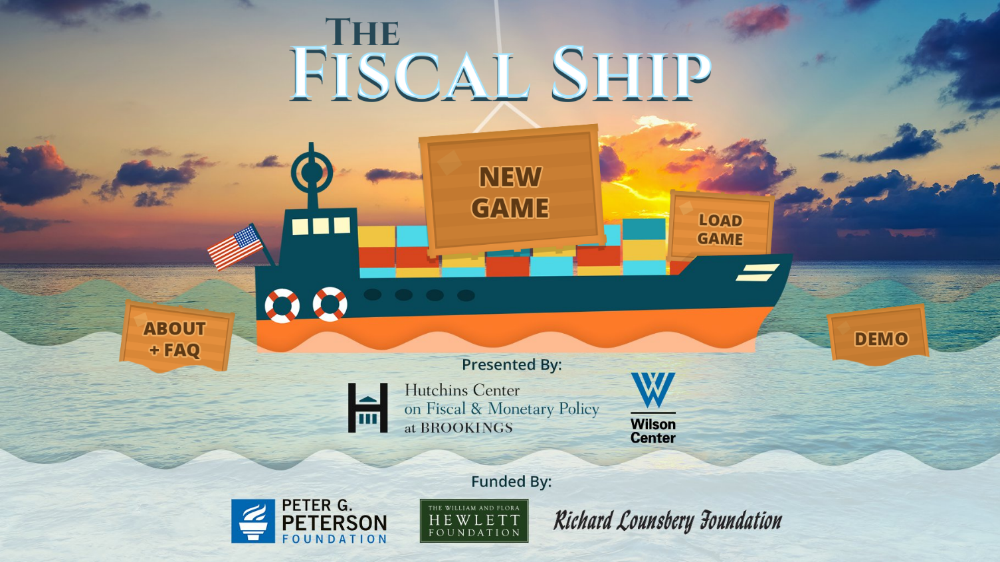 THE
FISCAL SHIP
NEW
GAME
LOAD
GAME
ABOUT
+ FAQ
DEMO
Presented By:
Hutchins Center
on Fiscal & Monetary Policy
at BROOKINGS
Wilson
Center
Funded By:
PETER G.
PETERSON
FOUNDATION
THE WILLIAM AND FLORA
HEWLETT
FOUNDATION
Richard Lounsbery Foundation